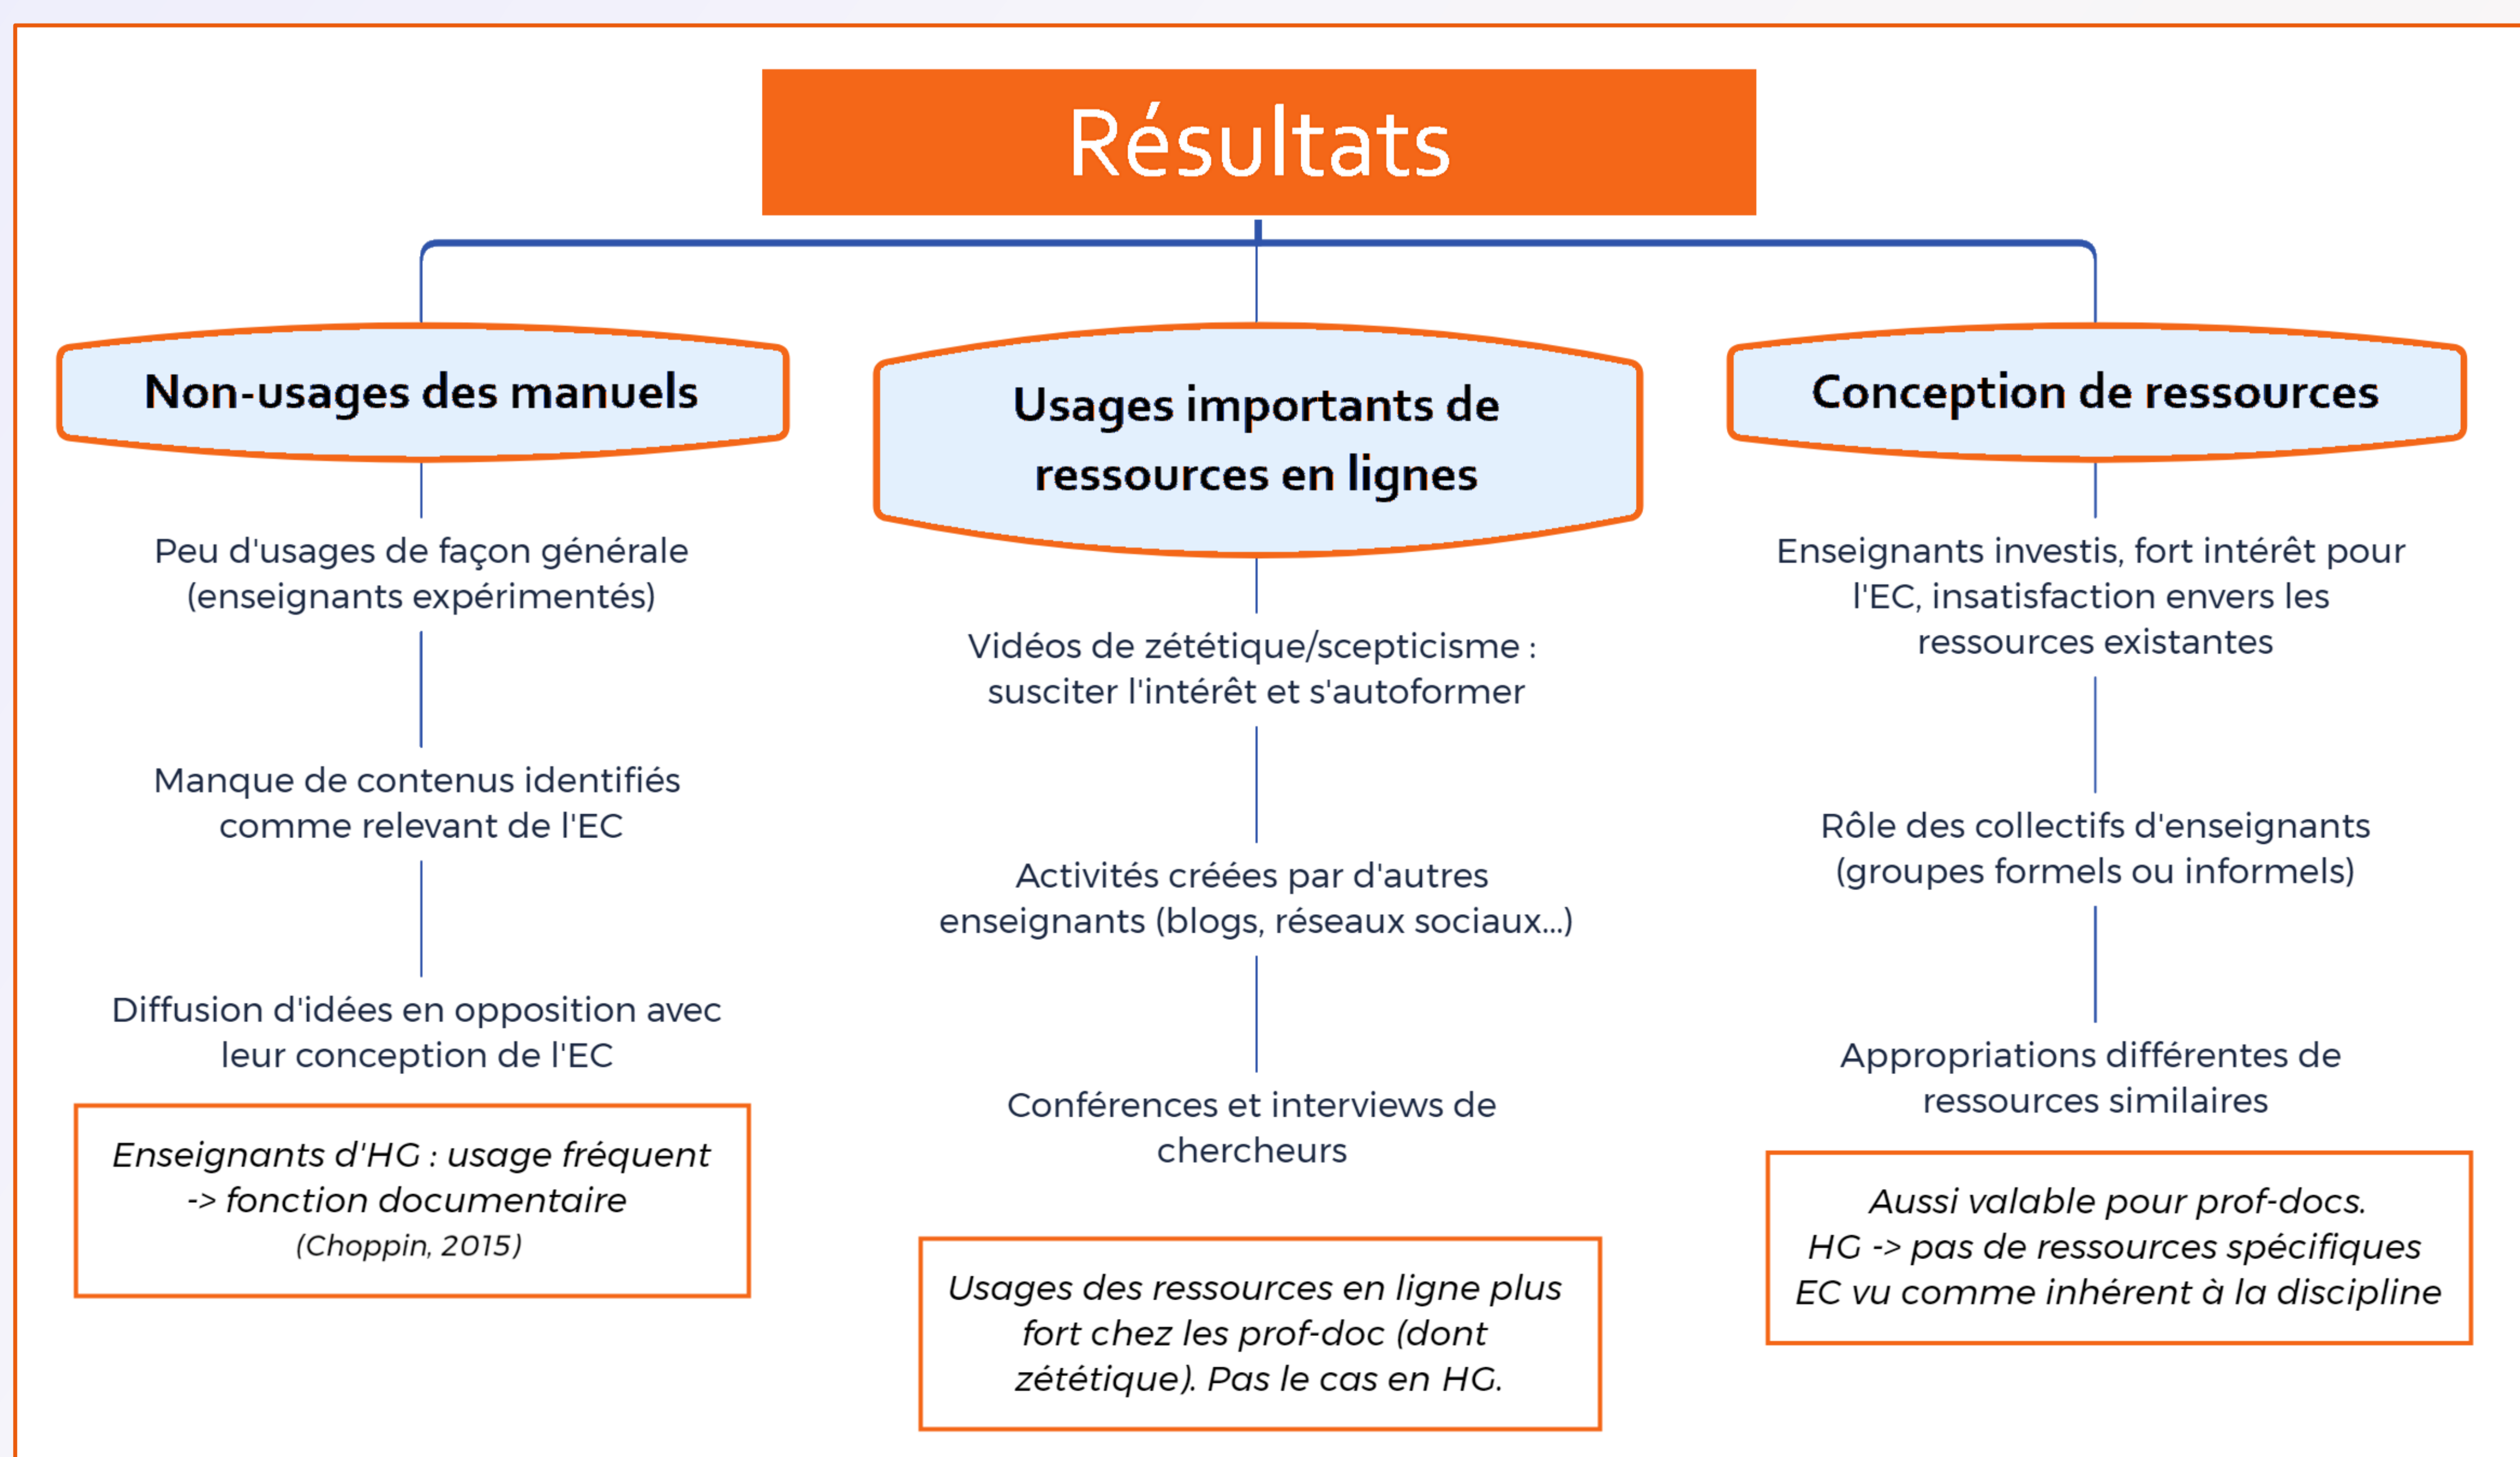 Résultats
Non-usages des manuels
Peu d'usages de façon générale
(enseignants expérimentés)
Manque de contenus identifiés
comme relevant de l'EC
Diffusion d'idées en opposition avec
leur conception de l'EC
Enseignants d'HG : usage fréquent
-> fonction documentaire
(Choppin, 2015)
Usages importants de
ressources en lignes
Vidéos de zététique/scepticisme :
susciter l'intérêt et s'autoformer
Activités créées par d'autres
enseignants (blogs, réseaux sociaux...)
Conférences et interviews de
chercheurs
Usages des ressources en ligne plus
fort chez les prof-doc (dont
zététique). Pas le cas en HG.
Conception de ressources
Enseignants investis, fort intérêt pour
l'EC, insatisfaction envers les
ressources existantes
Rôle des collectifs d'enseignants
(groupes formels ou informels)
Appropriations différentes de
ressources similaires
Aussi valable pour prof-docs.
HG -> pas de ressources spécifiques
EC vu comme inhérent à la discipline